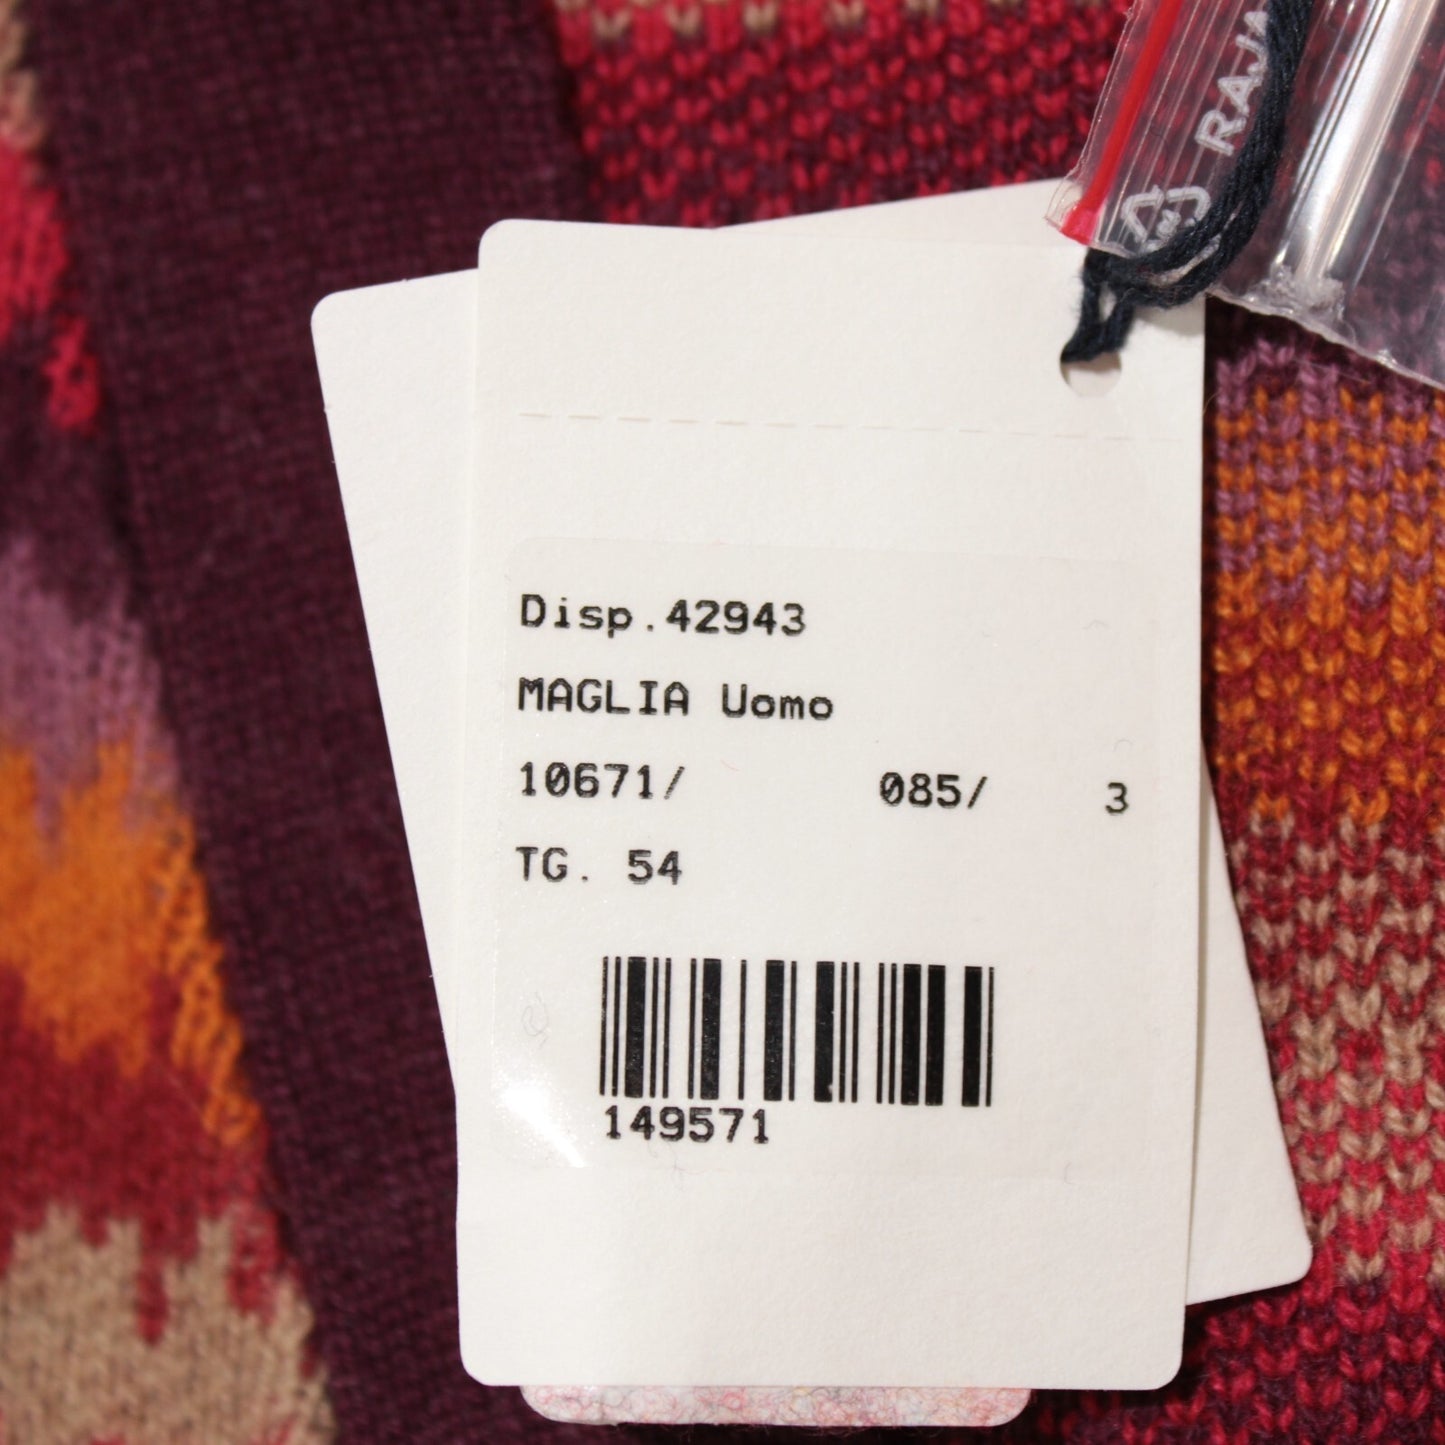 RAJA
Disp.42943
MAGLIA Uomo
10671/ 085/ 3
TG. 54
149571